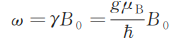 ω = γB₀ = gμ_B/ħ B₀